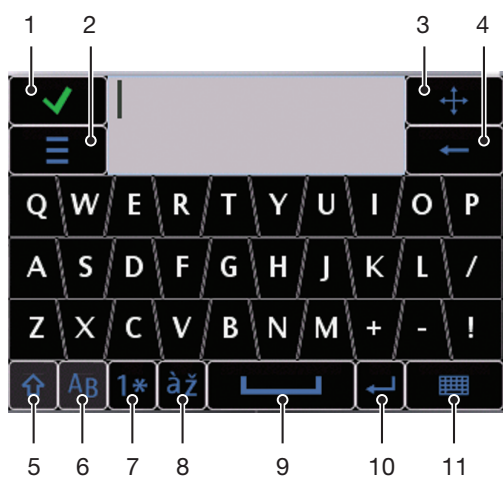 1 2 3 4
Q W E R T Y U I O P
A S D F G H J K L /
Z X C V B N M + - !
AB 1* àž
5 6 7 8 9 10 11